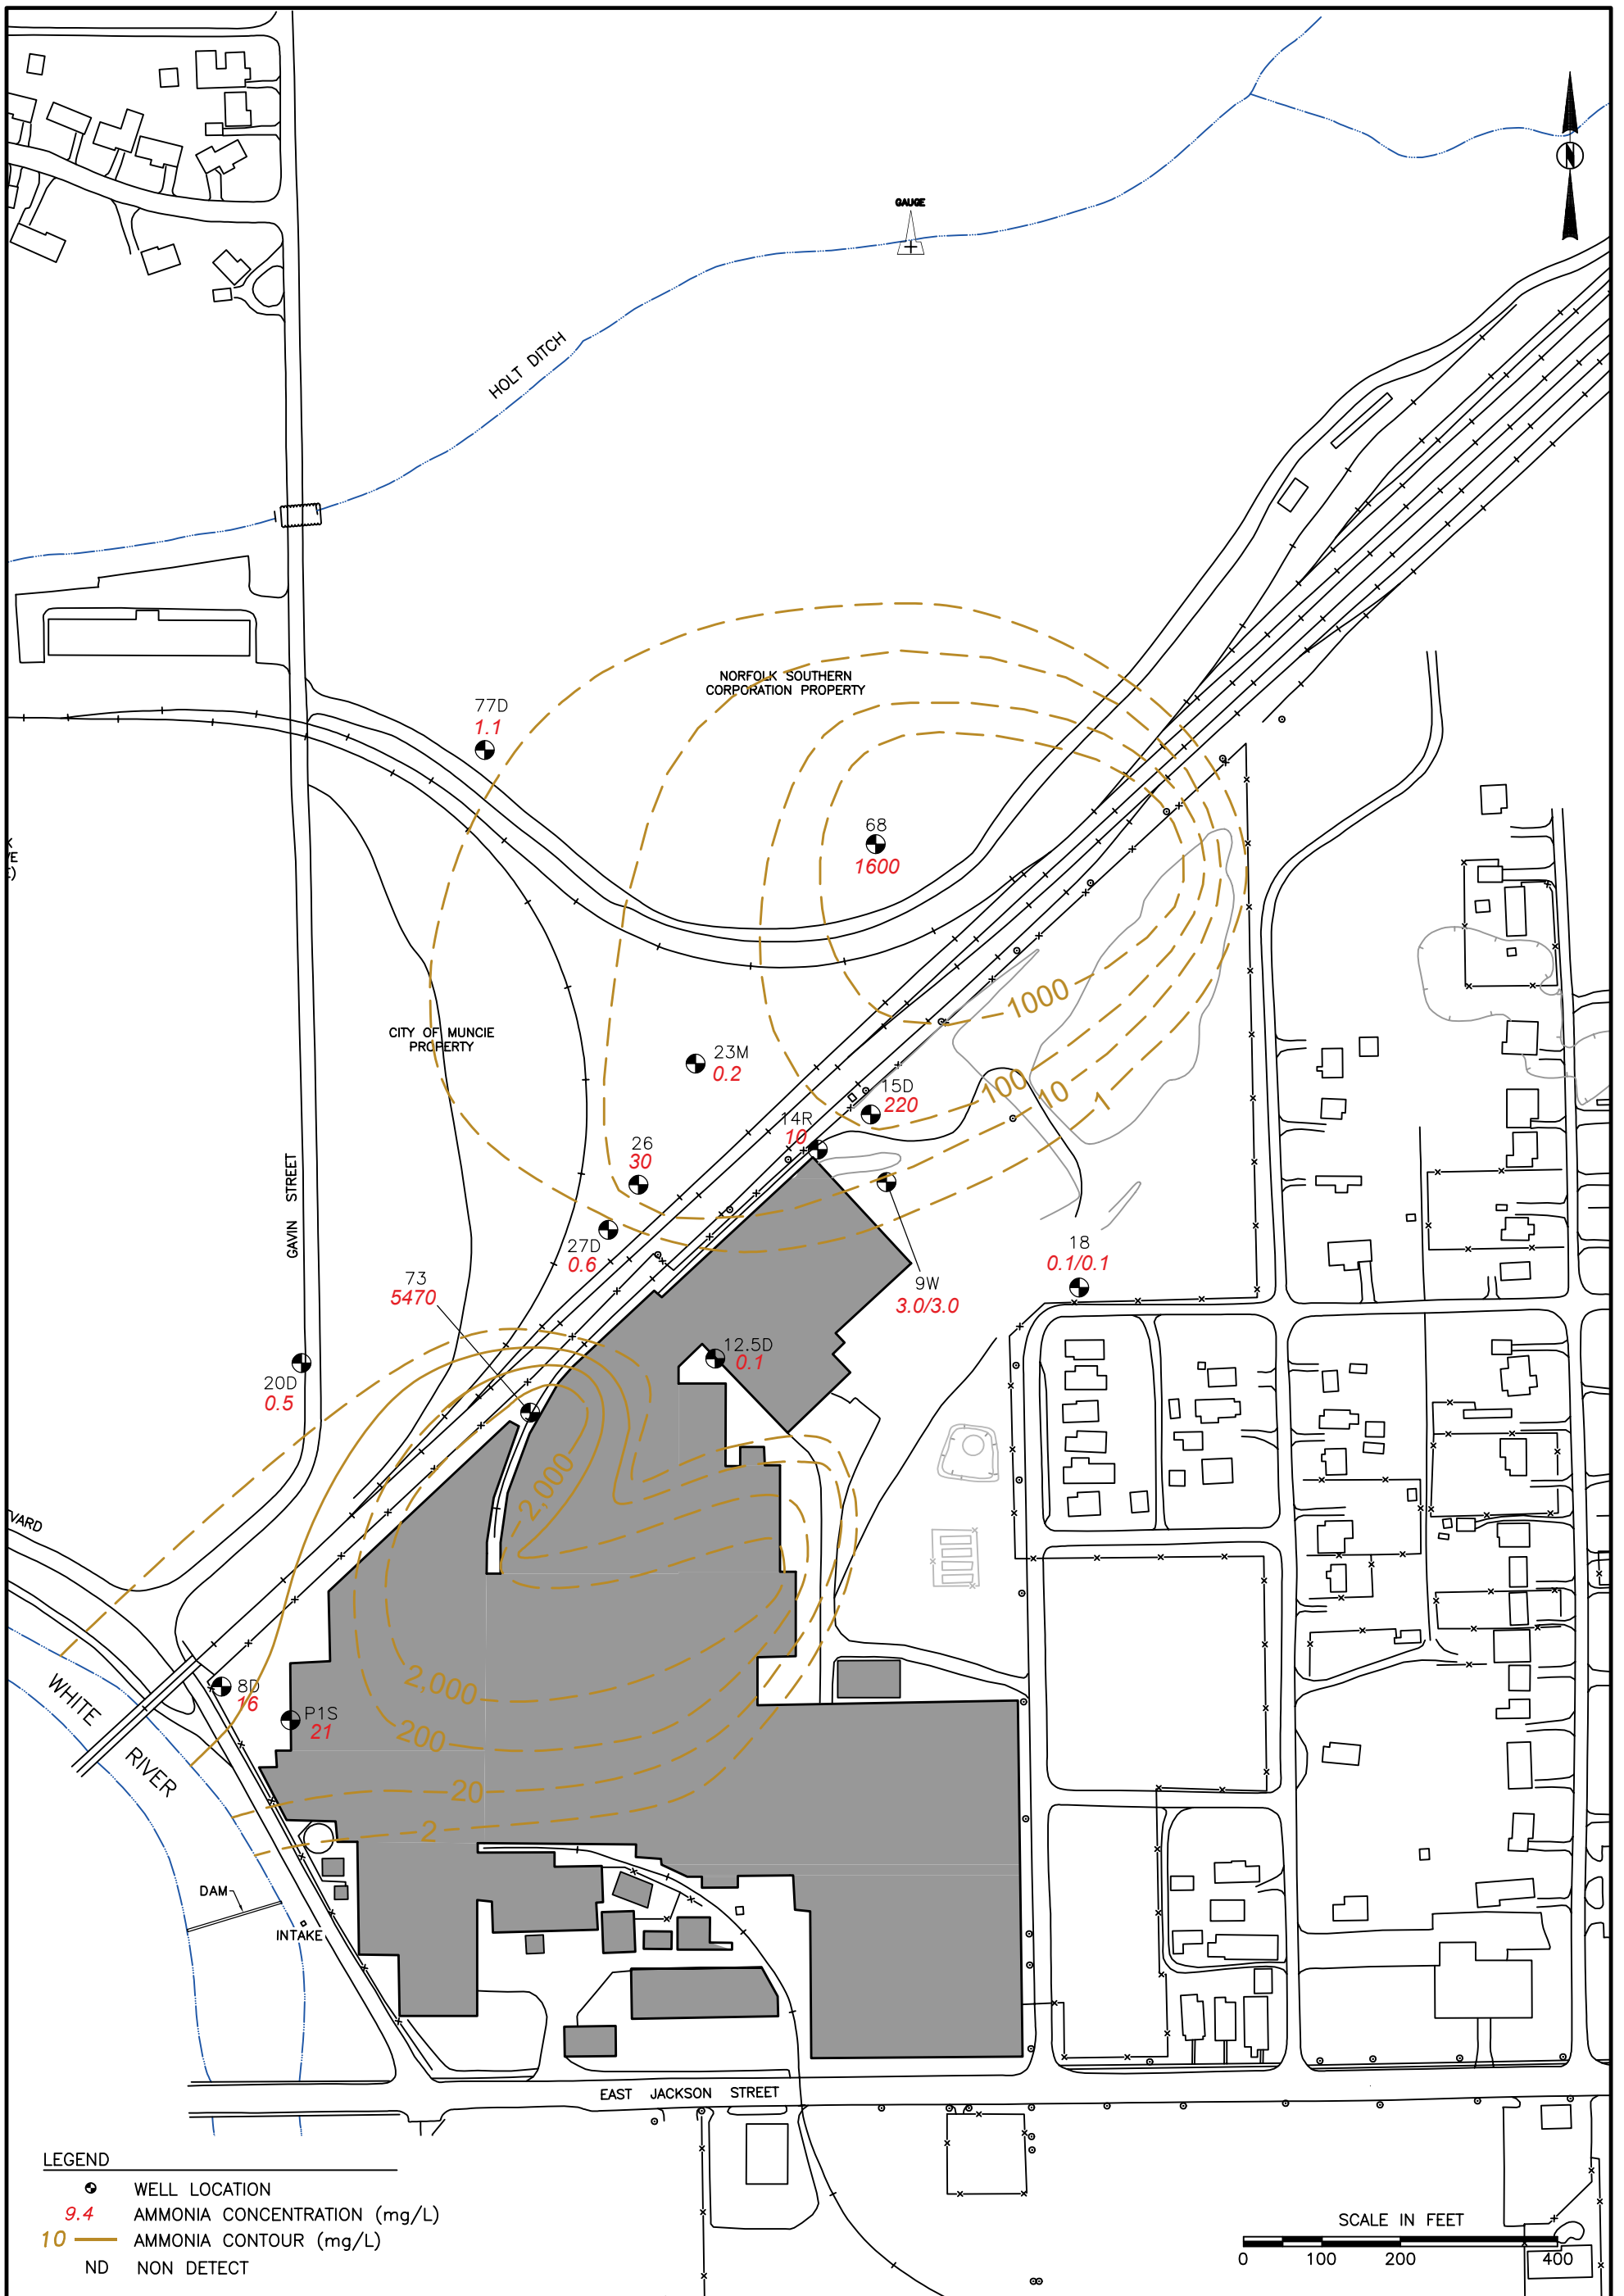 N
GAUGE
HOLT DITCH
NORFOLK SOUTHERN
CORPORATION PROPERTY
77D
1.1
68
1600
1000
CITY OF MUNCIE
PROPERTY
23M
0.2
15D
220
100
10
1
14R
10
26
30
GAVIN STREET
27D
0.6
18
0.1/0.1
73
5470
9W
3.0/3.0
12.5D
0.1
20D
0.5
2,000
VARD
WHITE
RIVER
8D
16
P1S
21
2,000
200
20
2
DAM
INTAKE
EAST JACKSON STREET
LEGEND
WELL LOCATION
9.4 AMMONIA CONCENTRATION (mg/L)
10 AMMONIA CONTOUR (mg/L)
ND NON DETECT
SCALE IN FEET
0 100 200 400